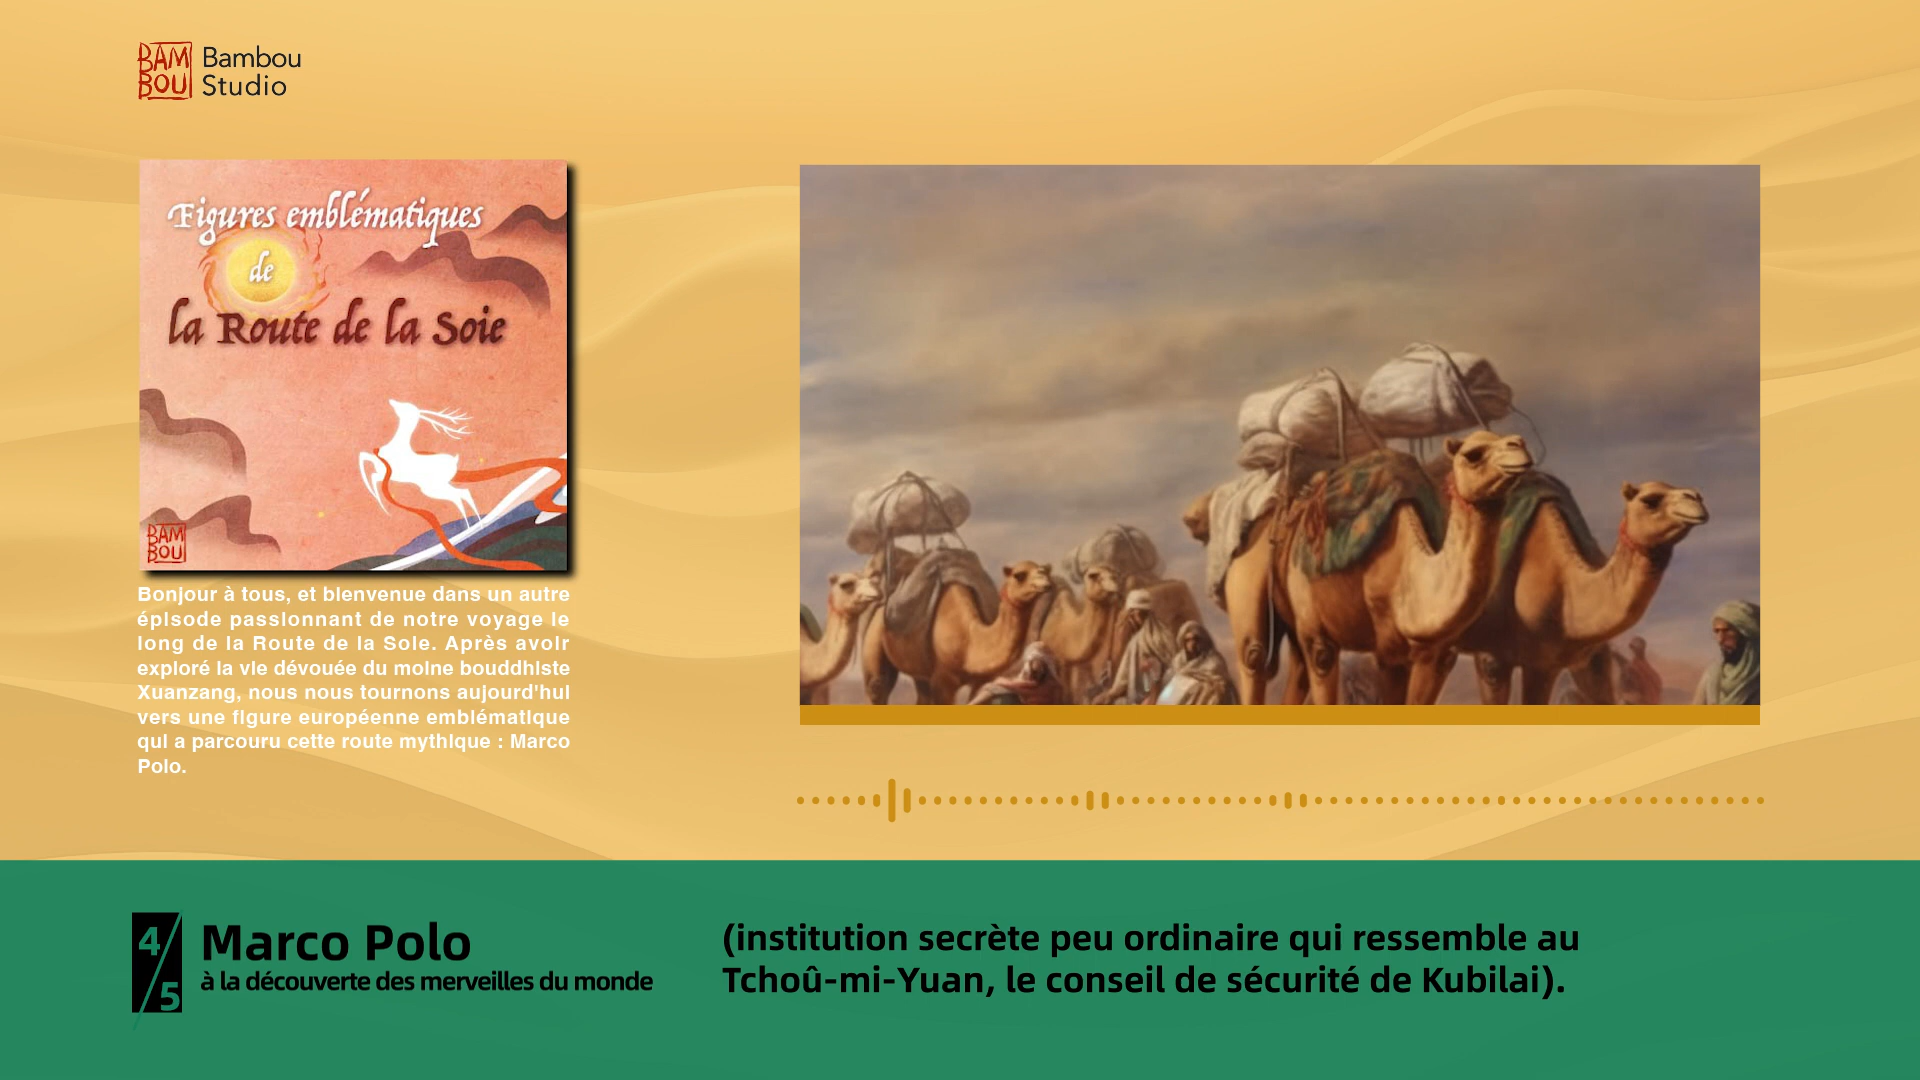 BAM
BOU
Bambou
Studio
Figures emblématiques
de
la Route de la Soie
BAM
BOU
Bonjour à tous, et bienvenue dans un autre
épisode passionnant de notre voyage le
long de la Route de la Soie. Après avoir
exploré la vie dévouée du moine bouddhiste
Xuanzang, nous nous tournons aujourd'hui
vers une figure européenne emblématique
qui a parcouru cette route mythique : Marco
Polo.
4/5
Marco Polo
à la découverte des merveilles du monde
(institution secrète peu ordinaire qui ressemble au
Tchoû-mi-Yuan, le conseil de sécurité de Kubilai).